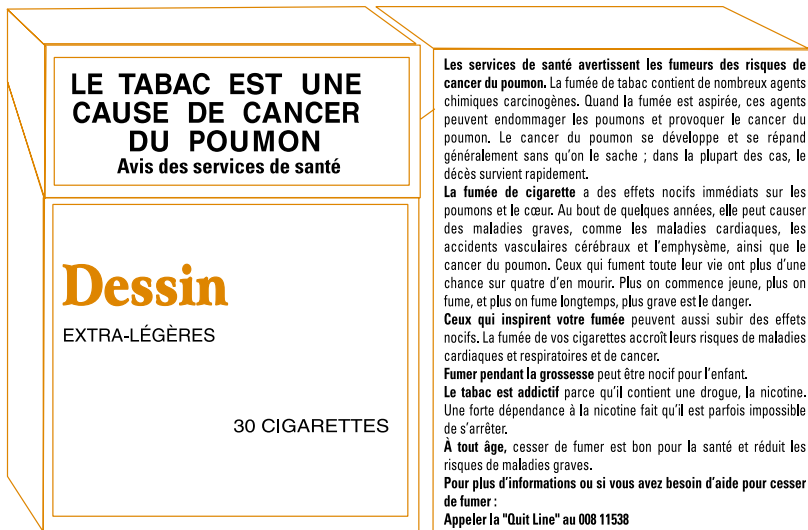 LE TABAC EST UNE
CAUSE DE CANCER
DU POUMON
Avis des services de santé
Dessin
EXTRA-LÉGÈRES
30 CIGARETTES
Les services de santé avertissent les fumeurs des risques de
cancer du poumon. La fumée de tabac contient de nombreux agents
chimiques carcinogènes. Quand la fumée est aspirée, ces agents
peuvent endommager les poumons et provoquer le cancer du
poumon. Le cancer du poumon se développe et se répand
généralement sans qu'on le sache ; dans la plupart des cas, le
décès survient rapidement.
La fumée de cigarette a des effets nocifs immédiats sur les
poumons et le cœur. Au bout de quelques années, elle peut causer
des maladies graves, comme les maladies cardiaques, les
accidents vasculaires cérébraux et l'emphysème, ainsi que le
cancer du poumon. Ceux qui fument toute leur vie ont plus d'une
chance sur quatre d'en mourir. Plus on commence jeune, plus on
fume, et plus on fume longtemps, plus grave est le danger.
Ceux qui inspirent votre fumée peuvent aussi subir des effets
nocifs. La fumée de vos cigarettes accroît leurs risques de maladies
cardiaques et respiratoires et de cancer.
Fumer pendant la grossesse peut être nocif pour l'enfant.
Le tabac est addictif parce qu'il contient une drogue, la nicotine.
Une forte dépendance à la nicotine fait qu'il est parfois impossible
de s'arrêter.
À tout âge, cesser de fumer est bon pour la santé et réduit les
risques de maladies graves.
Pour plus d'informations ou si vous avez besoin d'aide pour cesser
de fumer :
Appeler la "Quit Line" au 008 11538